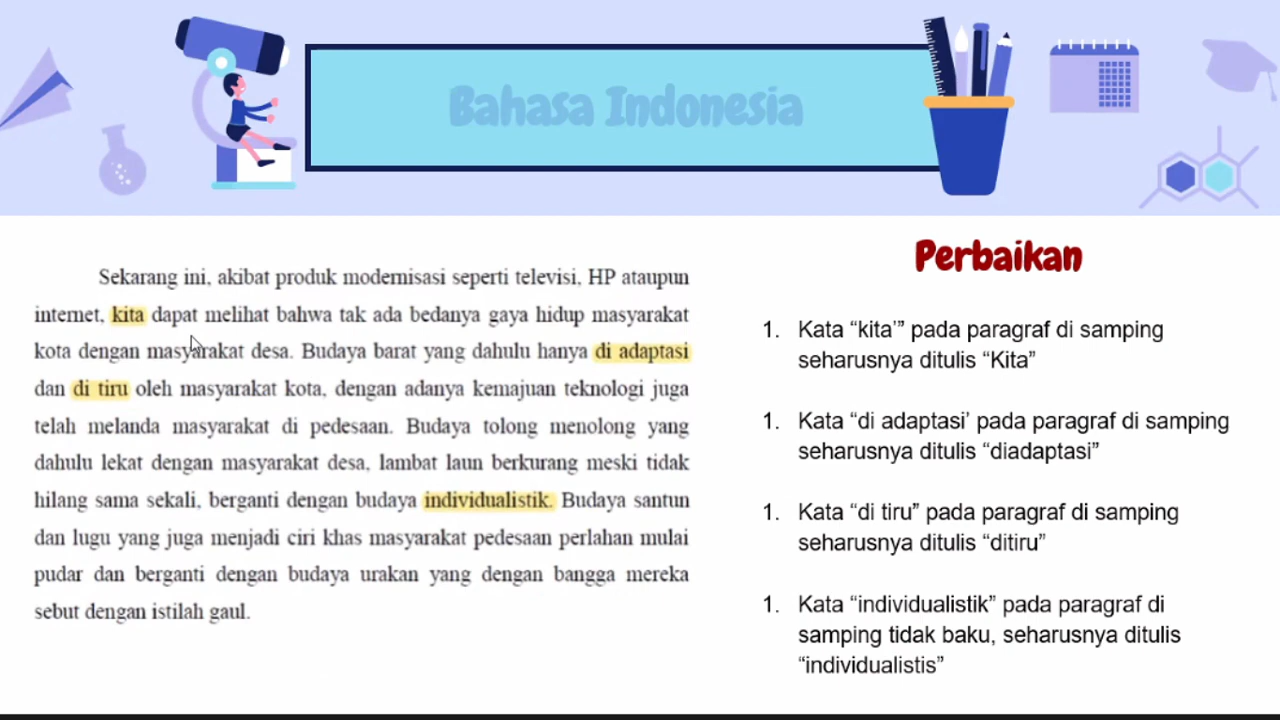 Bahasa Indonesia
Sekarang ini, akibat produk modernisasi seperti televisi, HP ataupun
internet, kita dapat melihat bahwa tak ada bedanya gaya hidup masyarakat
kota dengan masyarakat desa. Budaya barat yang dahulu hanya di adaptasi
dan di tiru oleh masyarakat kota, dengan adanya kemajuan teknologi juga
telah melanda masyarakat di pedesaan. Budaya tolong menolong yang
dahulu lekat dengan masyarakat desa, lambat laun berkurang meski tidak
hilang sama sekali, berganti dengan budaya individualistik. Budaya santun
dan lugu yang juga menjadi ciri khas masyarakat pedesaan perlahan mulai
pudar dan berganti dengan budaya urakan yang dengan bangga mereka
sebut dengan istilah gaul.
Perbaikan
1. Kata “kita’” pada paragraf di samping
seharusnya ditulis “Kita”
1. Kata “di adaptasi’ pada paragraf di samping
seharusnya ditulis “diadaptasi”
1. Kata “di tiru” pada paragraf di samping
seharusnya ditulis “ditiru”
1. Kata “individualistik” pada paragraf di
samping tidak baku, seharusnya ditulis
“individualistis”